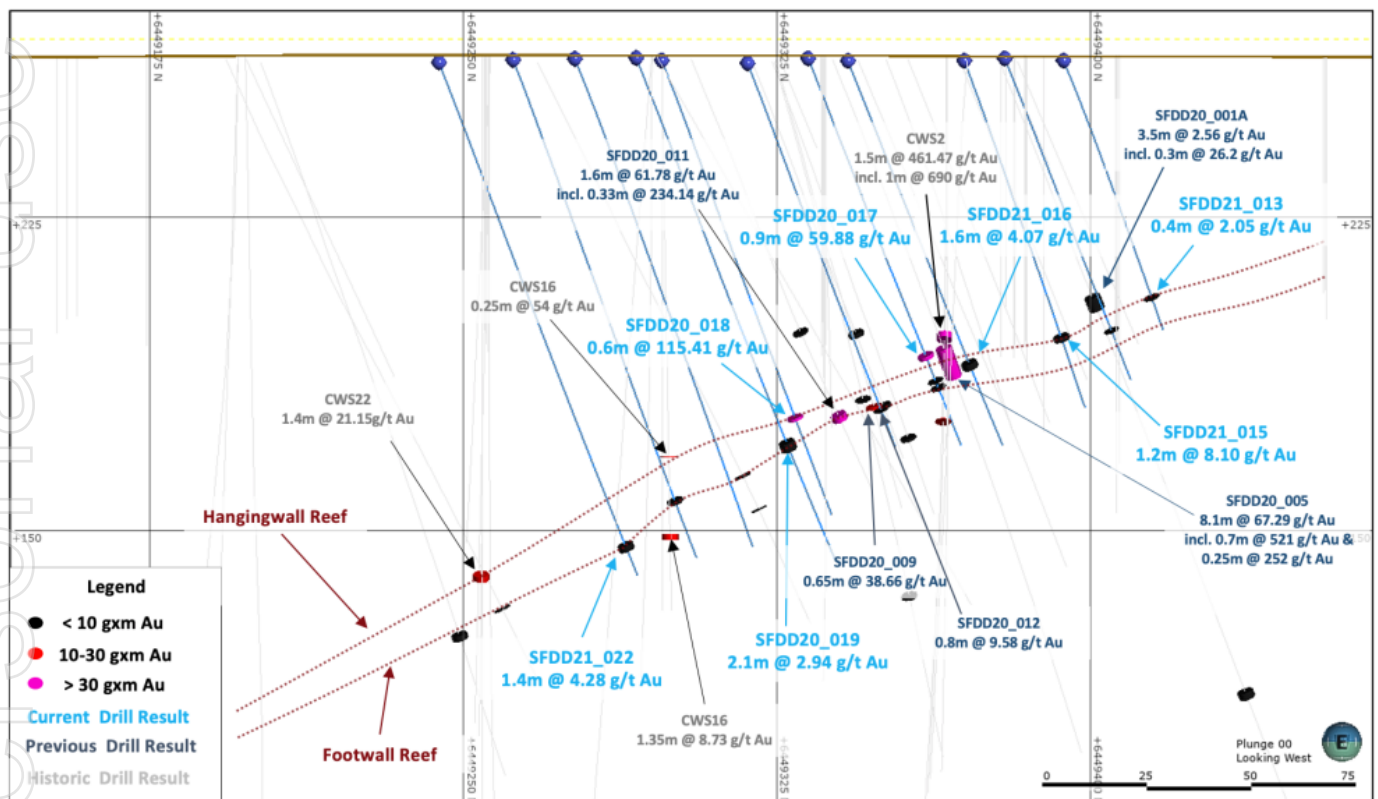 +6449175 N
+6449250 N
+6449325 N
+6449400 N
SFDD20_001A
3.5m @ 2.56 g/t Au
incl. 0.3m @ 26.2 g/t Au
CWS2
1.5m @ 461.47 g/t Au
incl. 1m @ 690 g/t Au
SFDD20_011
1.6m @ 61.78 g/t Au
incl. 0.33m @ 234.14 g/t Au
SFDD20_017
0.9m @ 59.88 g/t Au
SFDD21_016
1.6m @ 4.07 g/t Au
SFDD21_013
0.4m @ 2.05 g/t Au
+225
+225
CWS16
0.25m @ 54 g/t Au
SFDD20_018
0.6m @ 115.41 g/t Au
CWS22
1.4m @ 21.15g/t Au
SFDD21_015
1.2m @ 8.10 g/t Au
SFDD20_005
8.1m @ 67.29 g/t Au
incl. 0.7m @ 521 g/t Au &
0.25m @ 252 g/t Au
Hangingwall Reef
+150
SFDD20_009
0.65m @ 38.66 g/t Au
SFDD20_012
0.8m @ 9.58 g/t Au
SFDD20_019
2.1m @ 2.94 g/t Au
SFDD21_022
1.4m @ 4.28 g/t Au
CWS16
1.35m @ 8.73 g/t Au
Footwall Reef
Legend
< 10 gxm Au
10-30 gxm Au
> 30 gxm Au
Current Drill Result
Previous Drill Result
Historic Drill Result
Plunge 00
Looking West
E
0 25 50 75